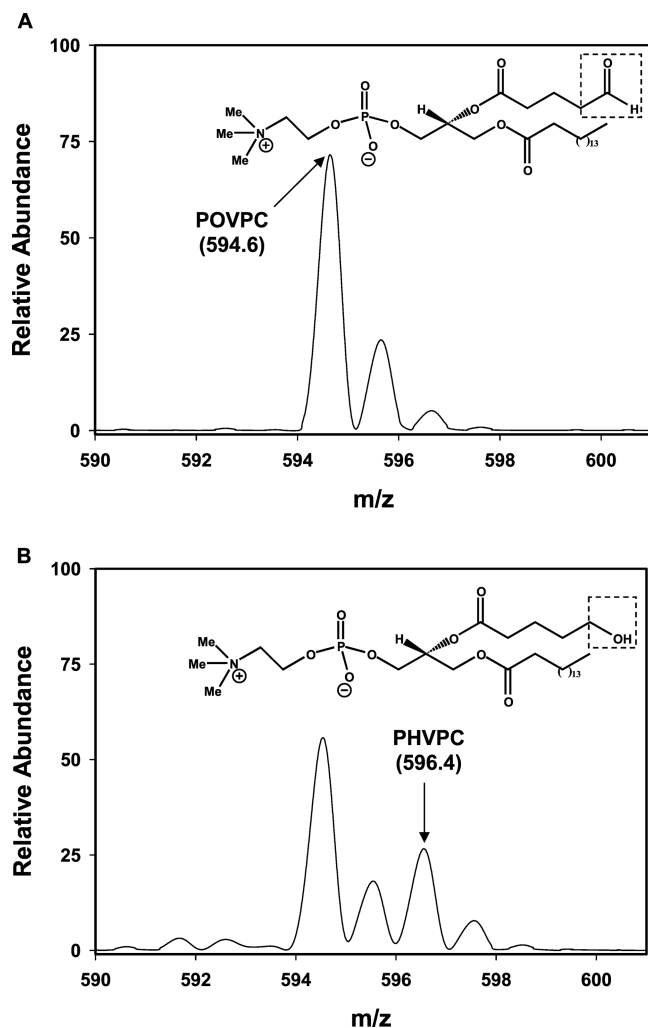 A
100
75
50
25
0
Relative Abundance
590
592
594
596
598
600
m/z
POVPC
(594.6)
Me
Me
Me
N
⊕
O
P
O
O
⊖
O
H
O
O
O
H
O
O
( )13
B
100
75
50
25
0
Relative Abundance
590
592
594
596
598
600
m/z
PHVPC
(596.4)
Me
Me
Me
N
⊕
O
P
O
O
⊖
O
H
O
O
OH
O
O
( )13